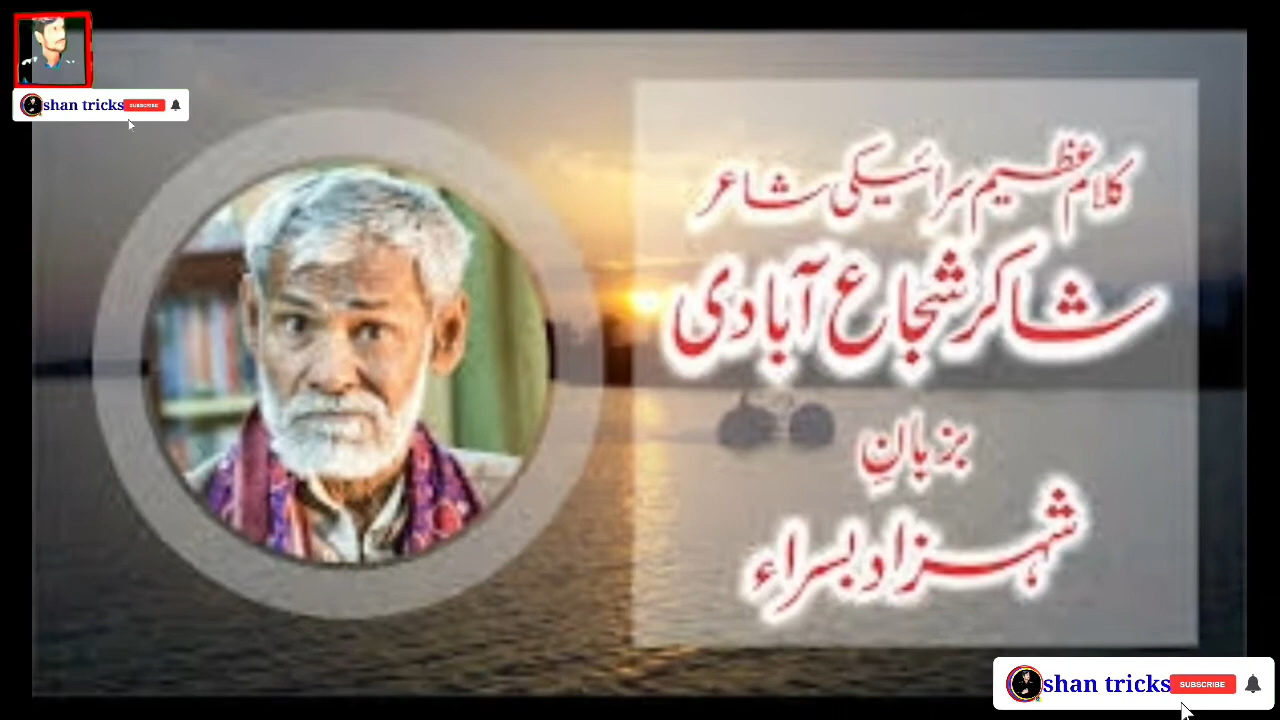 shan tricks SUBSCRIBE
کلام عظیم سرائیکی شاعر
شاکر شجاع آبادی
بزبانِ
شہزاد بسراء
shan tricks SUBSCRIBE